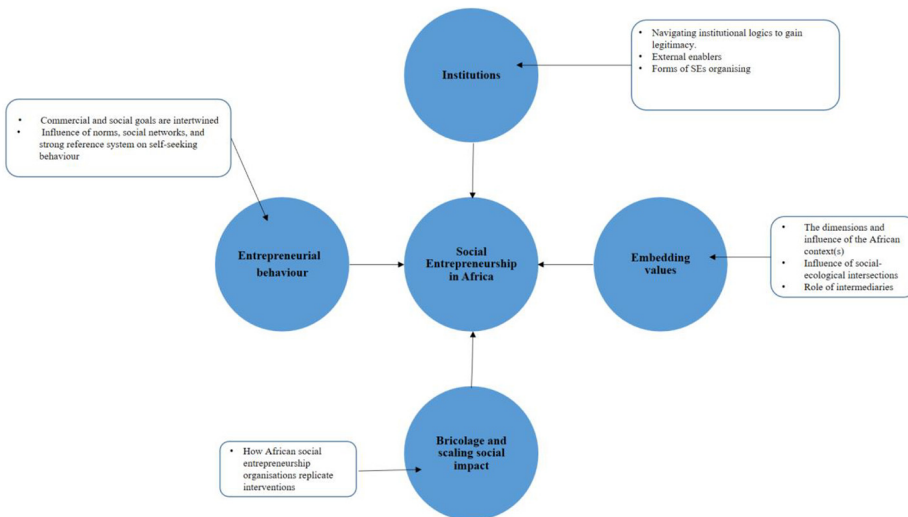 • Navigating institutional logics to gain
legitimacy.
• External enablers
• Forms of SEs organising
Institutions
• Commercial and social goals are intertwined
• Influence of norms, social networks, and
strong reference system on self-seeking
behaviour
Entrepreneurial
behaviour
Social
Entrepreneurship
in Africa
Embedding
values
• The dimensions and
influence of the African
context(s)
• Influence of social-
ecological intersections
• Role of intermediaries
Bricolage and
scaling social
impact
• How African social
entrepreneurship
organisations replicate
interventions